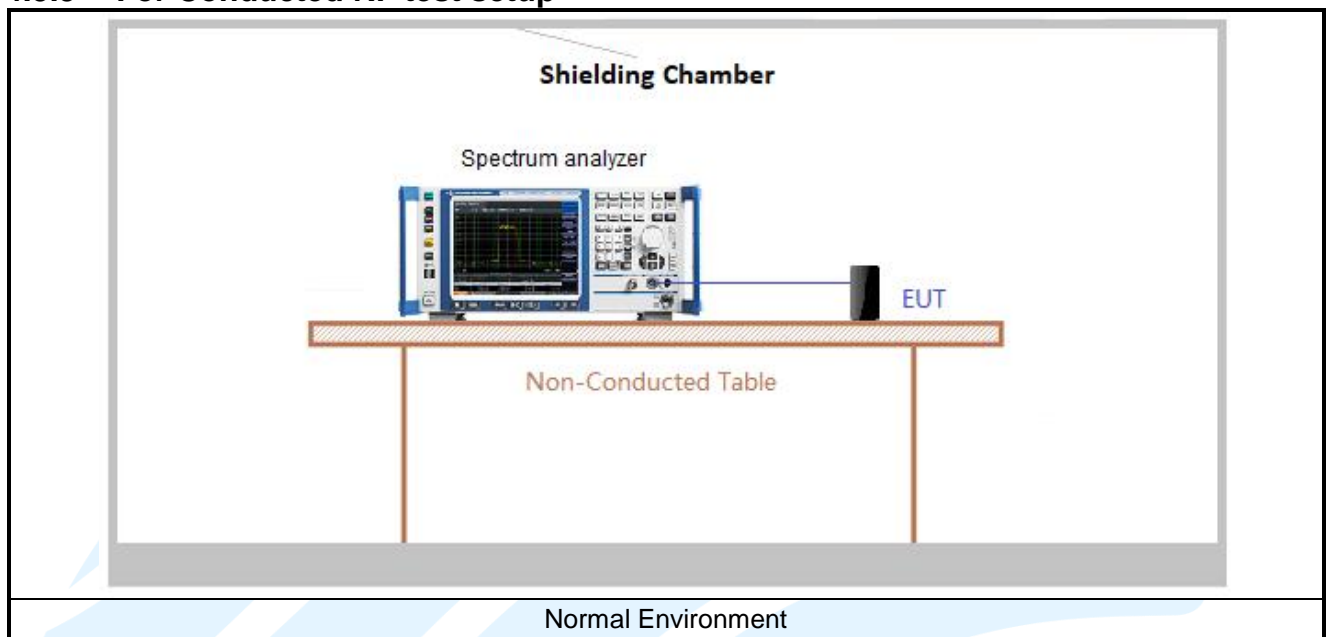 Shielding Chamber
Spectrum analyzer
EUT
Non-Conducted Table
Normal Environment